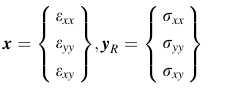 x = { ε_xx ε_yy ε_xy }, y_R = { σ_xx σ_yy σ_xy }